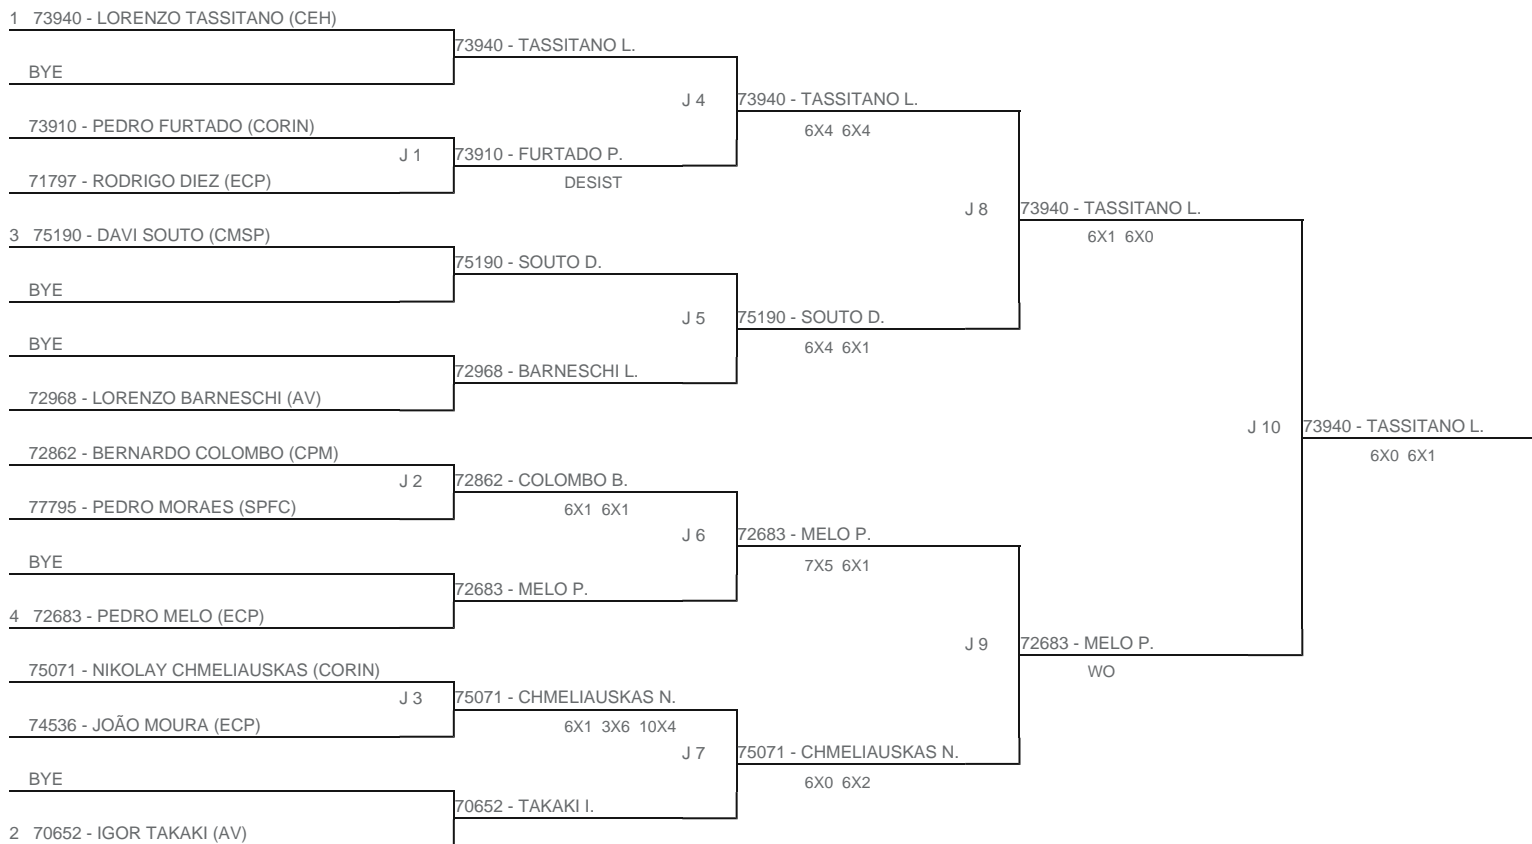 1 73940 - LORENZO TASSITANO (CEH)
73940 - TASSITANO L.
BYE
J 4
73940 - TASSITANO L.
6X4 6X4
73910 - PEDRO FURTADO (CORIN)
J 1
73910 - FURTADO P.
DESIST
71797 - RODRIGO DIEZ (ECP)
J 8
73940 - TASSITANO L.
6X1 6X0
3 75190 - DAVI SOUTO (CMSP)
75190 - SOUTO D.
BYE
J 5
75190 - SOUTO D.
6X4 6X1
BYE
72968 - BARNESCHI L.
72968 - LORENZO BARNESCHI (AV)
J 10
73940 - TASSITANO L.
6X0 6X1
72862 - BERNARDO COLOMBO (CPM)
J 2
72862 - COLOMBO B.
6X1 6X1
77795 - PEDRO MORAES (SPFC)
J 6
72683 - MELO P.
7X5 6X1
BYE
72683 - MELO P.
4 72683 - PEDRO MELO (ECP)
J 9
72683 - MELO P.
WO
75071 - NIKOLAY CHMELIAUSKAS (CORIN)
J 3
75071 - CHMELIAUSKAS N.
6X1 3X6 10X4
74536 - JOÃO MOURA (ECP)
J 7
75071 - CHMELIAUSKAS N.
6X0 6X2
BYE
70652 - TAKAKI I.
2 70652 - IGOR TAKAKI (AV)